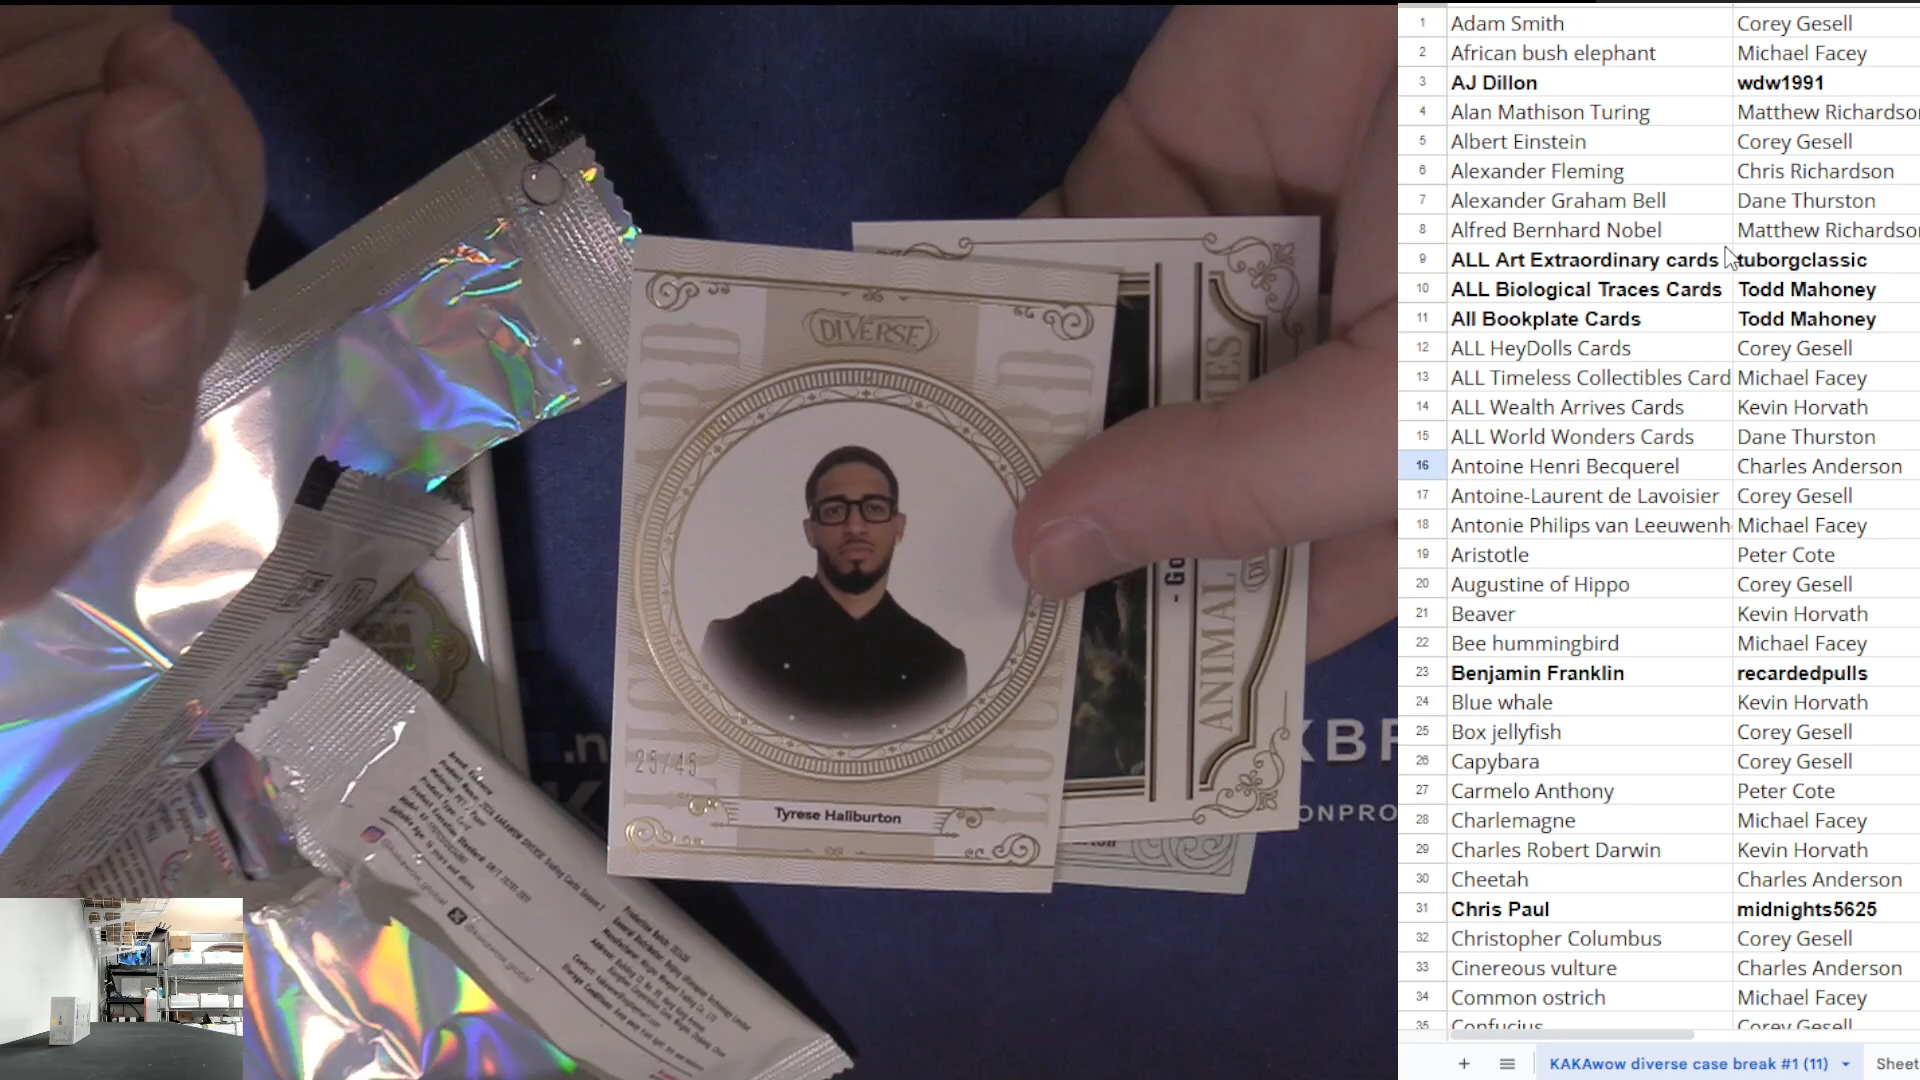 DIVERSE
25/45
Tyrese Haliburton
ANIMAL
- Go
1 Adam Smith Corey Gesell
2 African bush elephant Michael Facey
3 AJ Dillon wdw1991
4 Alan Mathison Turing Matthew Richardso
5 Albert Einstein Corey Gesell
6 Alexander Fleming Chris Richardson
7 Alexander Graham Bell Dane Thurston
8 Alfred Bernhard Nobel Matthew Richardso
9 ALL Art Extraordinary cards tuborgclassic
10 ALL Biological Traces Cards Todd Mahoney
11 All Bookplate Cards Todd Mahoney
12 ALL HeyDolls Cards Corey Gesell
13 ALL Timeless Collectibles Card Michael Facey
14 ALL Wealth Arrives Cards Kevin Horvath
15 ALL World Wonders Cards Dane Thurston
16 Antoine Henri Becquerel Charles Anderson
17 Antoine-Laurent de Lavoisier Corey Gesell
18 Antonie Philips van Leeuwenh Michael Facey
19 Aristotle Peter Cote
20 Augustine of Hippo Corey Gesell
21 Beaver Kevin Horvath
22 Bee hummingbird Michael Facey
23 Benjamin Franklin recardedpulls
24 Blue whale Kevin Horvath
25 Box jellyfish Corey Gesell
26 Capybara Corey Gesell
27 Carmelo Anthony Peter Cote
28 Charlemagne Michael Facey
29 Charles Robert Darwin Kevin Horvath
30 Cheetah Charles Anderson
31 Chris Paul midnights5625
32 Christopher Columbus Corey Gesell
33 Cinereous vulture Charles Anderson
34 Common ostrich Michael Facey
35 Confucius Corey Gesell
+ KAKAwow diverse case break #1 (11) Sheet